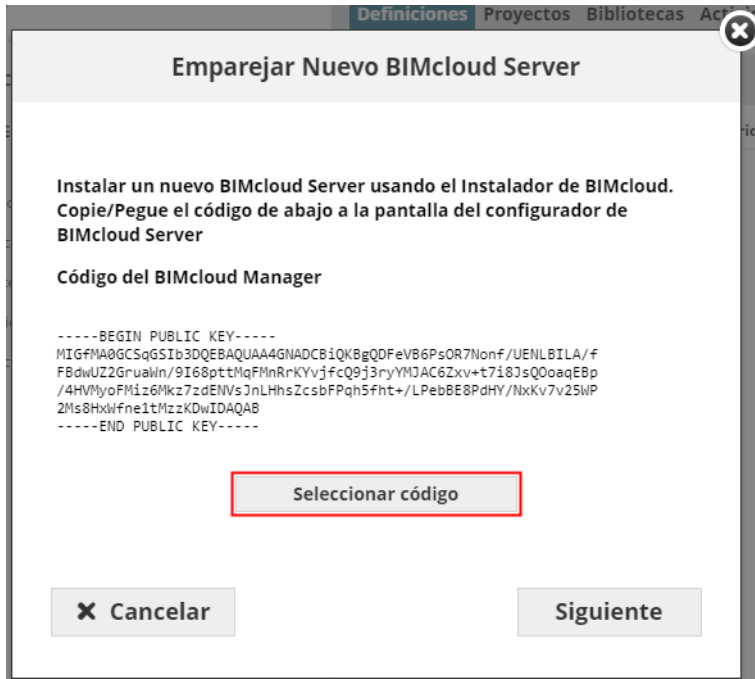 Definiciones Proyectos Bibliotecas
Emparejar Nuevo BIMcloud Server
Instalar un nuevo BIMcloud Server usando el Instalador de BIMcloud.
Copie/Pegue el código de abajo a la pantalla del configurador de
BIMcloud Server
Código del BIMcloud Manager
-----BEGIN PUBLIC KEY-----
MIGfMA0GCSqGSIb3DQEBAQUAA4GNADCBiQKBgQDFeVB6PsOR7Nonf/UENLBILA/f
FBdwUZ2GruaWn/9I68pttMqFMnRrKYvjfcQ9j3ryYMJAC6Zxv+t7i8JsQOoaqEBp
/4HVMyoFMiz6Mkz7zdENVsJnLHhsZcsbFPqh5fht+/LPebBE8PdHY/NxKv7v25WP
2Ms8HxWfne1tMzzKDwIDAQAB
-----END PUBLIC KEY-----
Seleccionar código
Cancelar
Siguiente